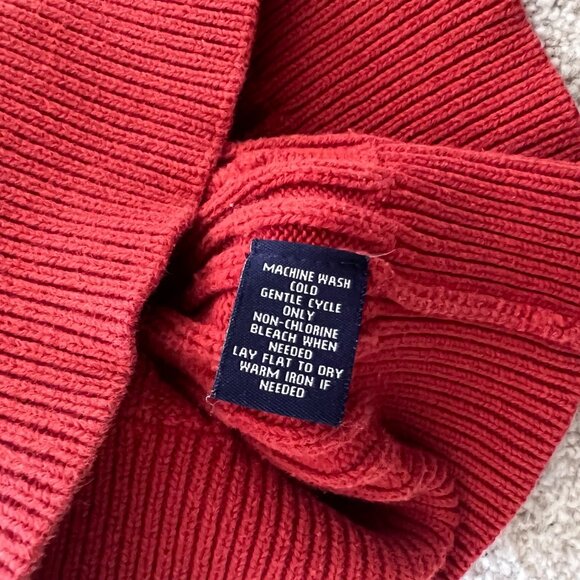 MACHINE WASH
COLD
GENTLE CYCLE
ONLY
NON-CHLORINE
BLEACH WHEN
NEEDED
LAY FLAT TO DRY
WARM IRON IF
NEEDED